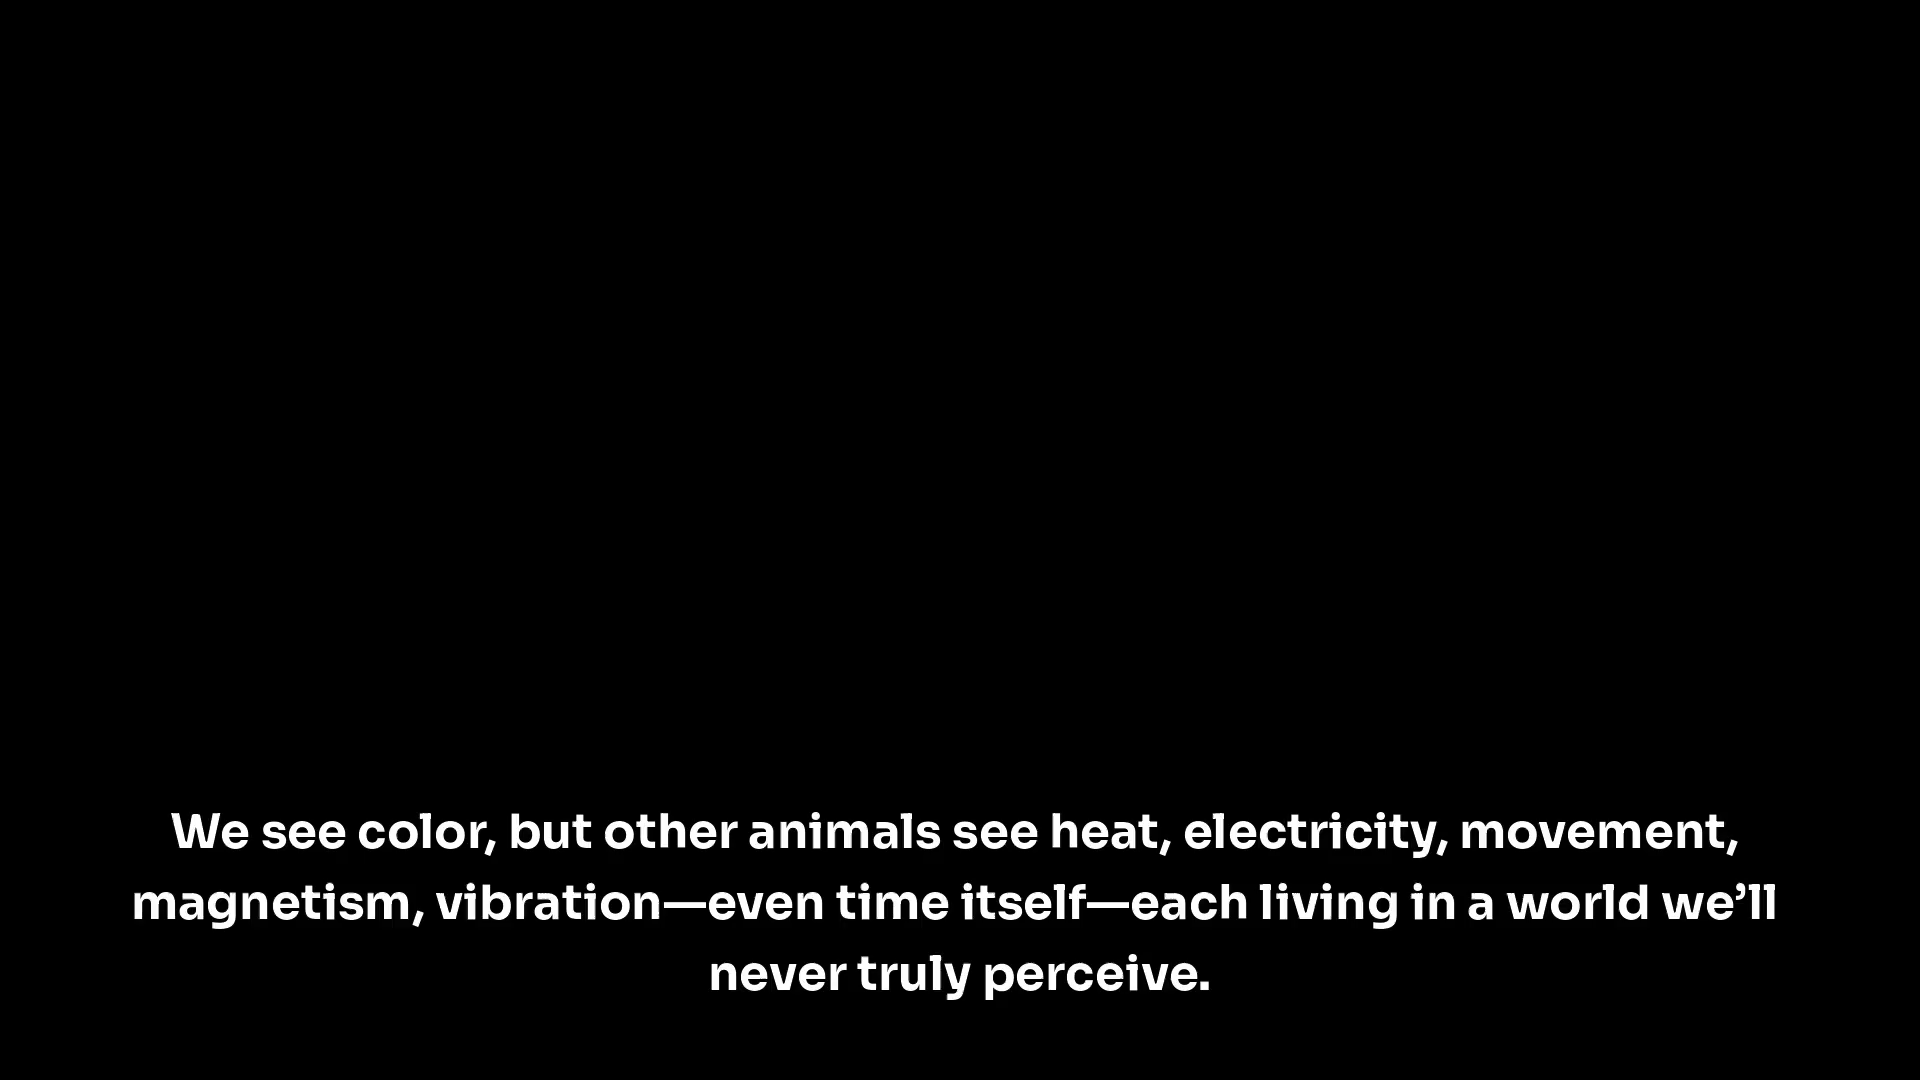 We see color, but other animals see heat, electricity, movement,
magnetism, vibration—even time itself—each living in a world we’ll
never truly perceive.